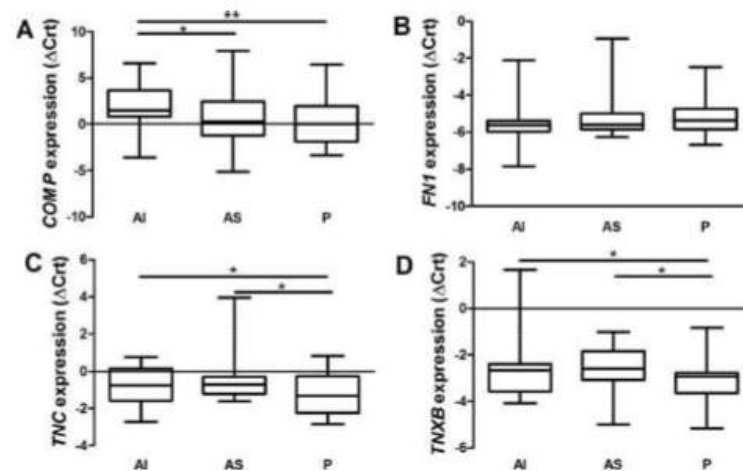 A
COMP expression (ΔCrt)
10
5
0
-5
-10
*
**
AI AS P
B
FN1 expression (ΔCrt)
0
-2
-4
-6
-8
-10
AI AS P
C
TNC expression (ΔCrt)
6
4
2
0
-2
-4
*
*
AI AS P
D
TNXB expression (ΔCrt)
2
0
-2
-4
-6
*
*
AI AS P